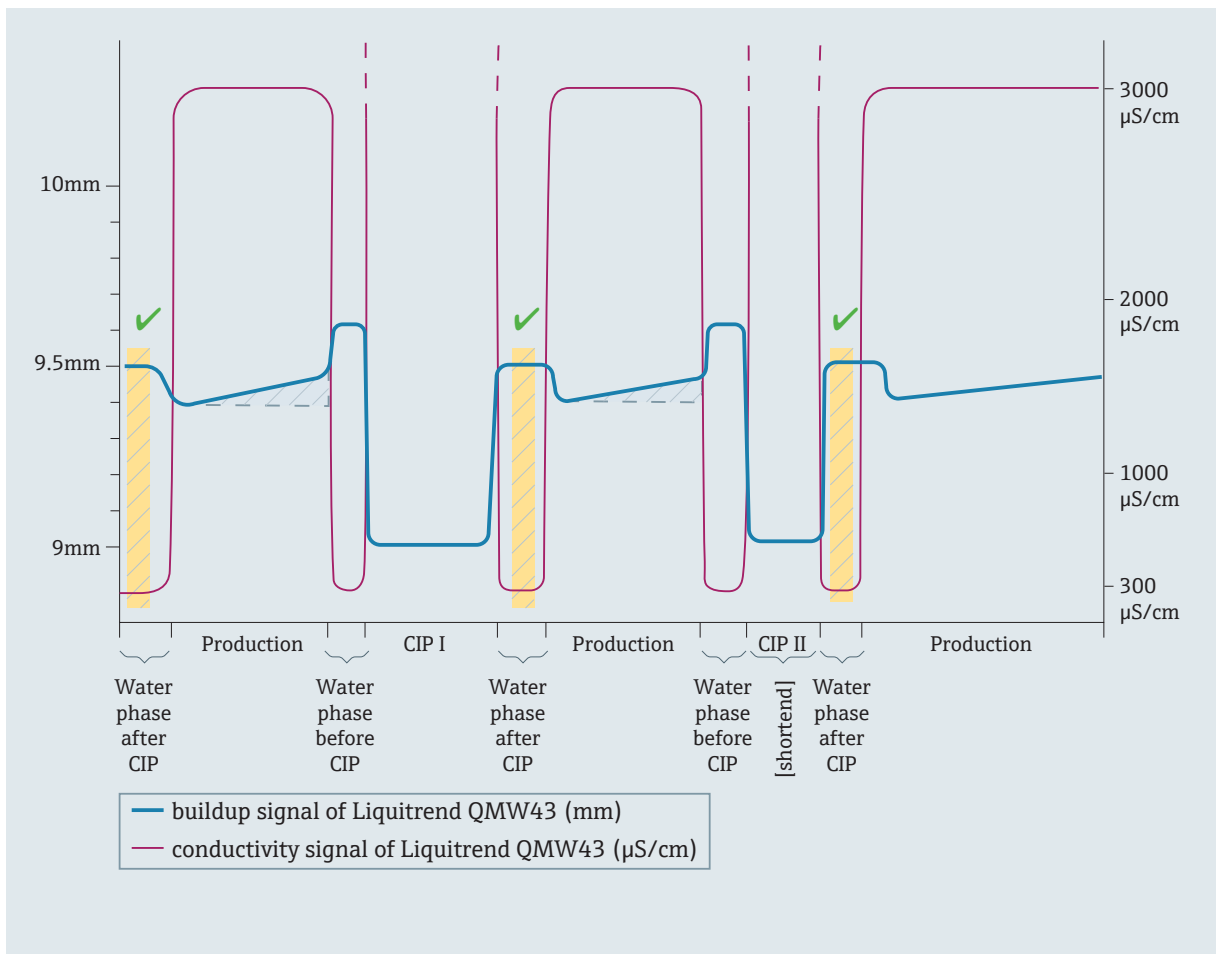 3000
µS/cm
10mm
2000
µS/cm
9.5mm
1000
µS/cm
9mm
300
µS/cm
Production
CIP I
Production
CIP II
Production
Water
phase
after
CIP
Water
phase
before
CIP
Water
phase
after
CIP
Water
phase
before
CIP
[shortend]
Water
phase
after
CIP
buildup signal of Liquitrend QMW43 (mm)
conductivity signal of Liquitrend QMW43 (µS/cm)